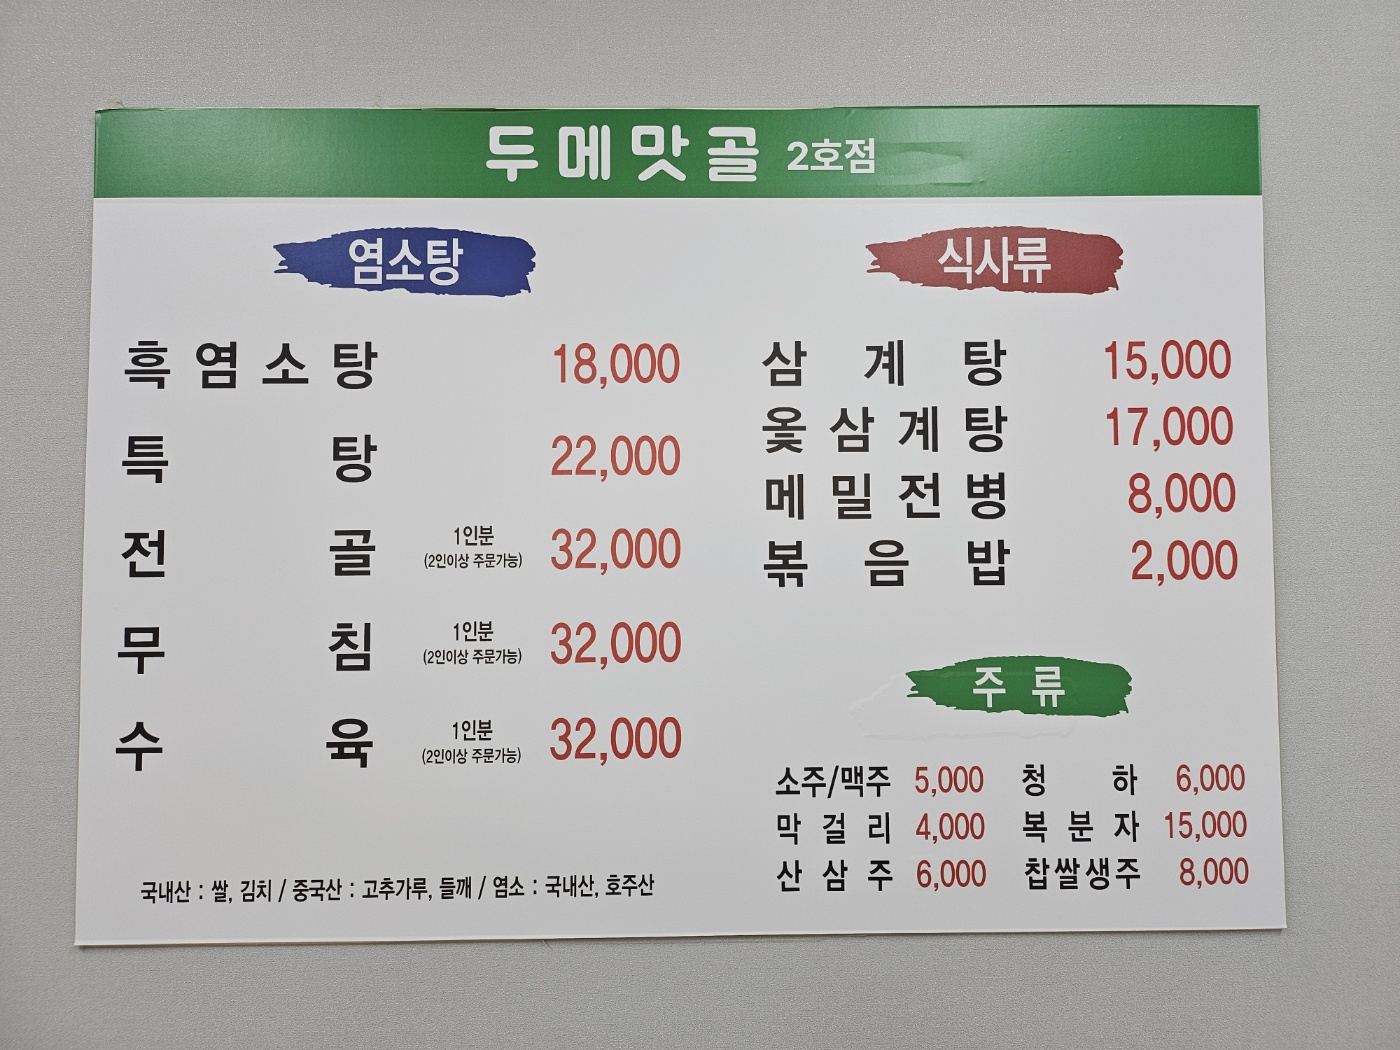 두메맛골 2호점
염소탕
흑염소탕 18,000
특탕 22,000
전골 1인분 (2인이상 주문가능) 32,000
무침 1인분 (2인이상 주문가능) 32,000
수육 1인분 (2인이상 주문가능) 32,000
국내산 : 쌀, 김치 / 중국산 : 고추가루, 들깨 / 염소 : 국내산, 호주산
식사류
삼계탕 15,000
옻삼계탕 17,000
메밀전병 8,000
볶음밥 2,000
주류
소주/맥주 5,000 청하 6,000
막걸리 4,000 복분자 15,000
산삼주 6,000 찹쌀생주 8,000